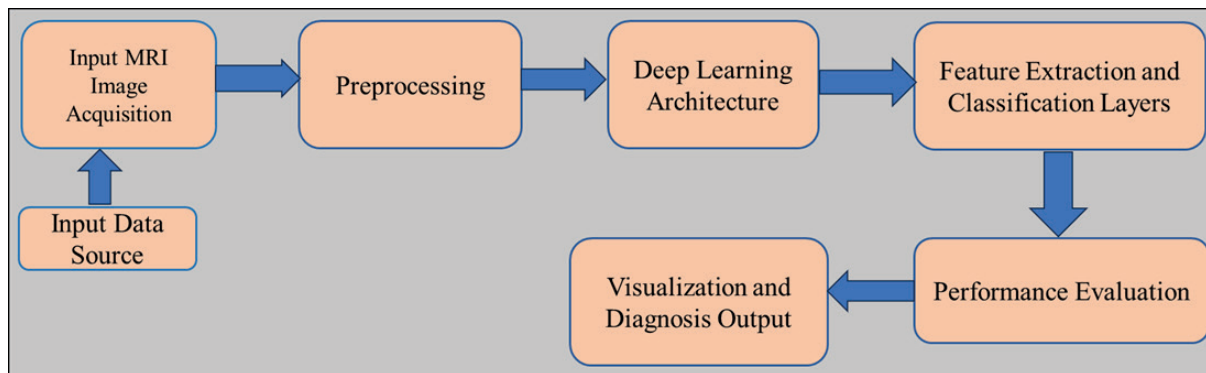 Input MRI
Image
Acquisition
Preprocessing
Deep Learning
Architecture
Feature Extraction and
Classification Layers
Input Data
Source
Visualization and
Diagnosis Output
Performance Evaluation